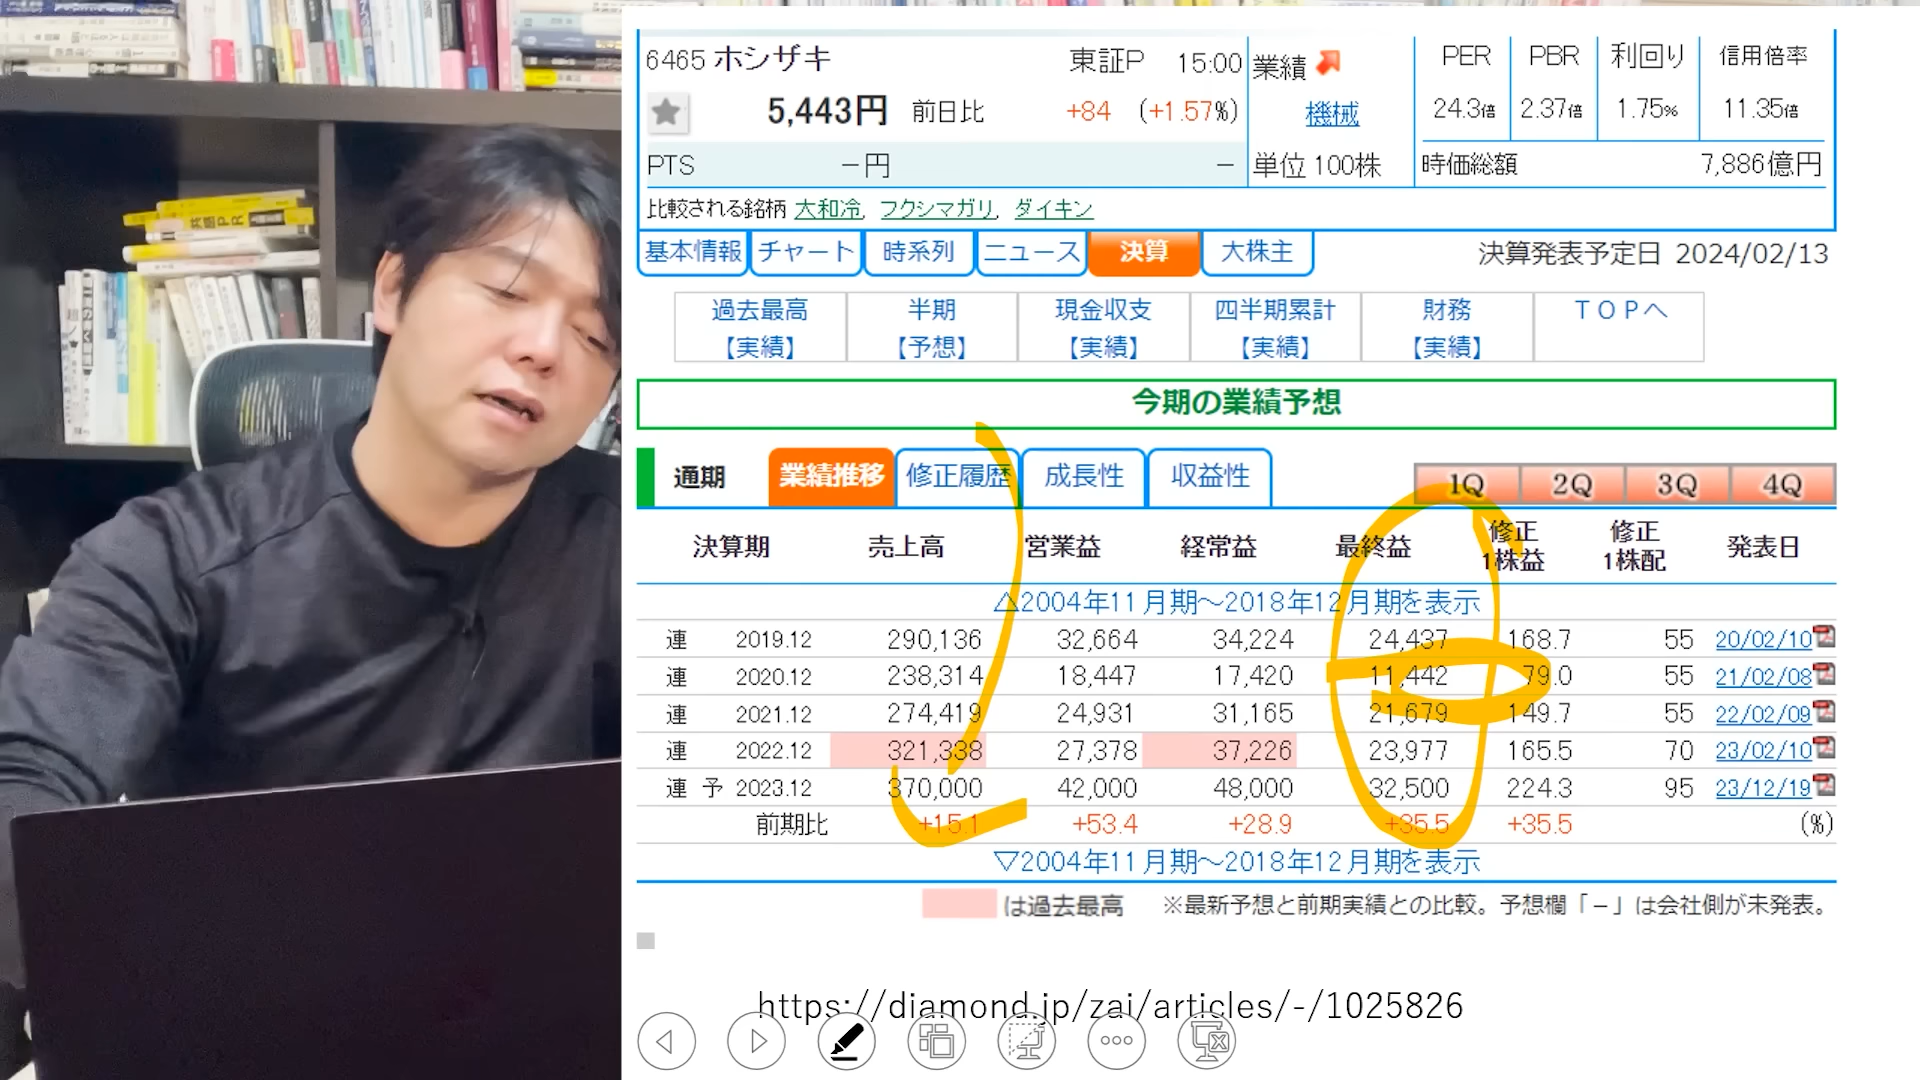 共感PR
6465 ホシザキ 東証P 15:00
5,443円 前日比 +84 (+1.57%)
PTS －円 －
業績
機械
単位 100株
PER PBR 利回り 信用倍率
24.3倍 2.37倍 1.75% 11.35倍
時価総額 7,886億円
比較される銘柄 大和冷, フクシマガリ, ダイキン
基本情報 チャート 時系列 ニュース 決算 大株主 決算発表予定日 2024/02/13
過去最高 半期 現金収支 四半期累計 財務 TOPへ
【実績】 【予想】 【実績】 【実績】 【実績】
今期の業績予想
通期 業績推移 修正履歴 成長性 収益性 1Q 2Q 3Q 4Q
決算期 売上高 営業益 経常益 最終益 修正1株益 修正1株配 発表日
△2004年11月期～2018年12月期を表示
連 2019.12 290,136 32,664 34,224 24,437 168.7 55 20/02/10
連 2020.12 238,314 18,447 17,420 11,442 79.0 55 21/02/08
連 2021.12 274,419 24,931 31,165 21,679 149.7 55 22/02/09
連 2022.12 321,338 27,378 37,226 23,977 165.5 70 23/02/10
連 予 2023.12 370,000 42,000 48,000 32,500 224.3 95 23/12/19
前期比 +15.1 +53.4 +28.9 +35.5 +35.5 (%)
▽2004年11月期～2018年12月期を表示
は過去最高 ※最新予想と前期実績との比較。予想欄「－」は会社側が未発表。
https://diamond.jp/zai/articles/-/1025826